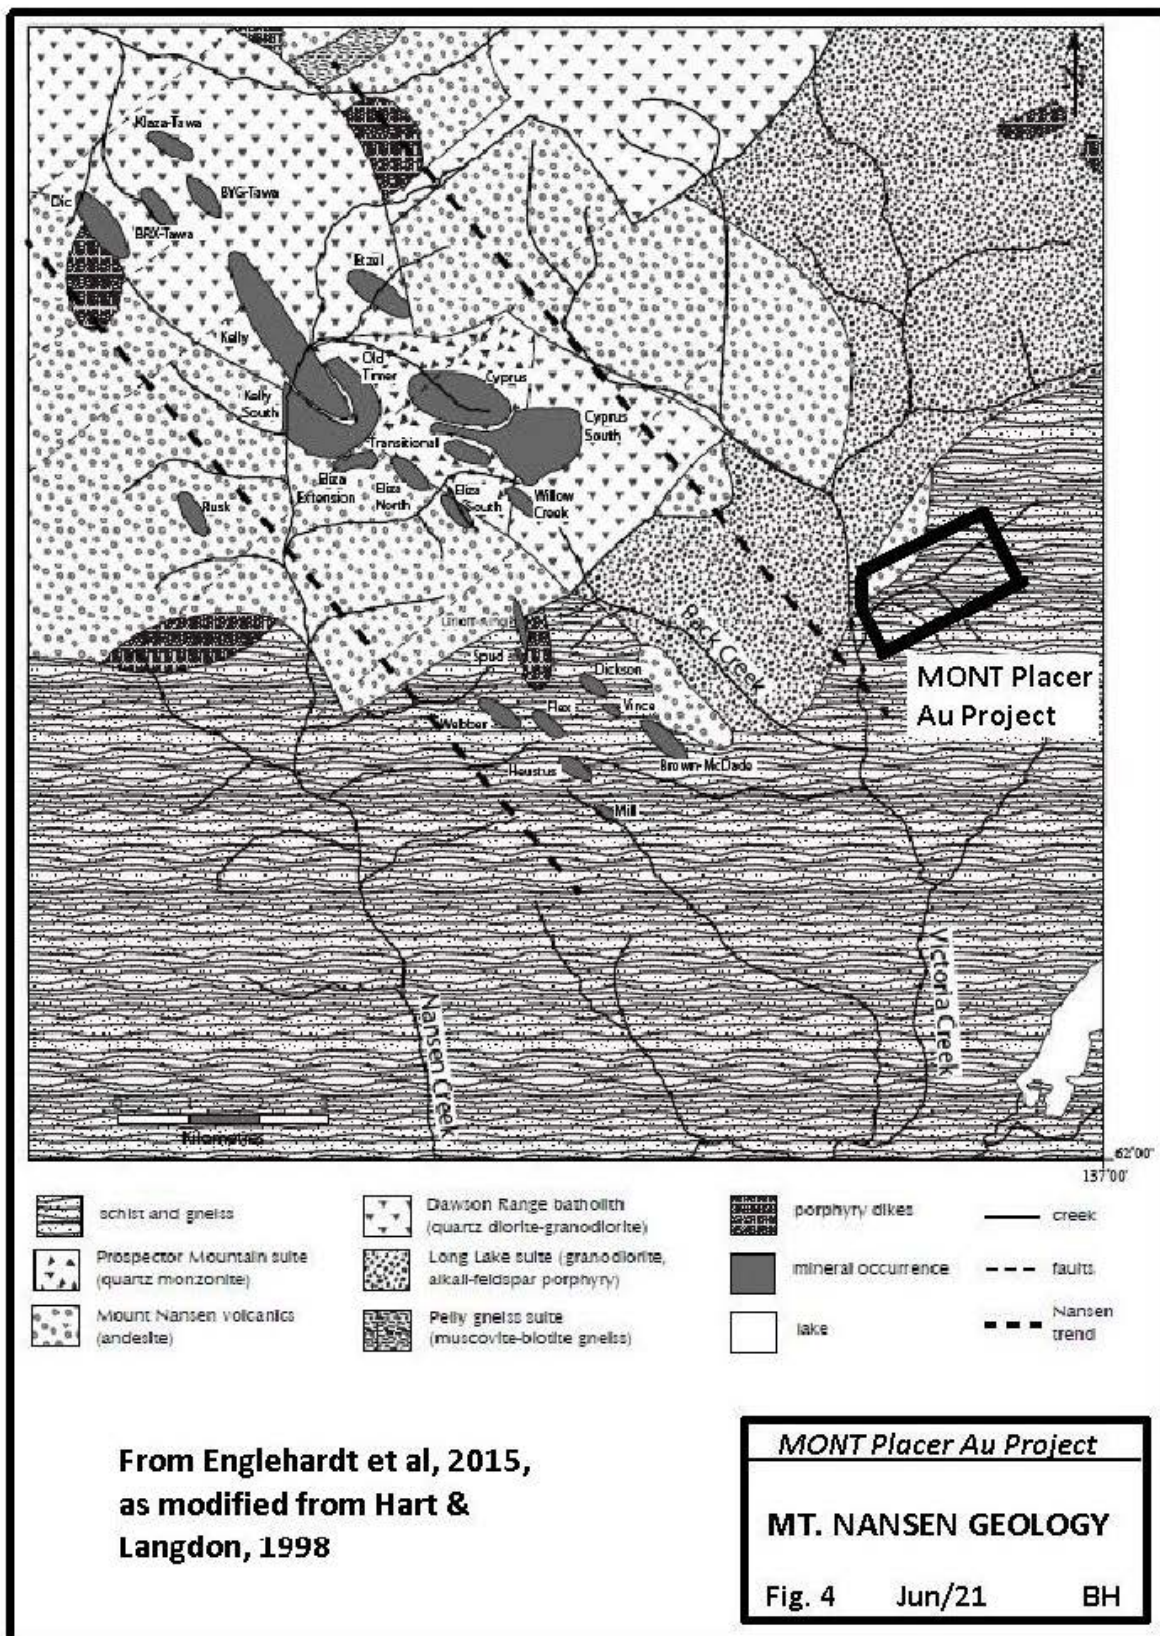 Klaza-Tawa
BYG-Tawa
Dic
BRX-Tawa
Etzel
Kelly
Old
Timer
Cyprus
Kelly
South
Cyprus
South
Transitional
Eliza
Extension
Eliza
North
Eliza
South
Willow
Creek
Rusk
Back Creek
Spud
Dickson
MONT Placer
Au Project
Webber
Flex
Vince
Brown-McDade
Heustus
Mill
Nansen Creek
Victoria Creek
Kilometres
62°00"
137°00'
schist and gneiss
Prospector Mountain suite
(quartz monzonite)
Mount Nansen volcanics
(andesite)
Dawson Range batholith
(quartz diorite-granodiorite)
Long Lake suite (granodiorite,
alkali-feldspar porphyry)
Pelly gneiss suite
(muscovite-biotite gneiss)
porphyry dikes
mineral occurrence
lake
creek
faults
Nansen
trend
From Englehardt et al, 2015,
as modified from Hart &
Langdon, 1998
MONT Placer Au Project
MT. NANSEN GEOLOGY
Fig. 4 Jun/21 BH